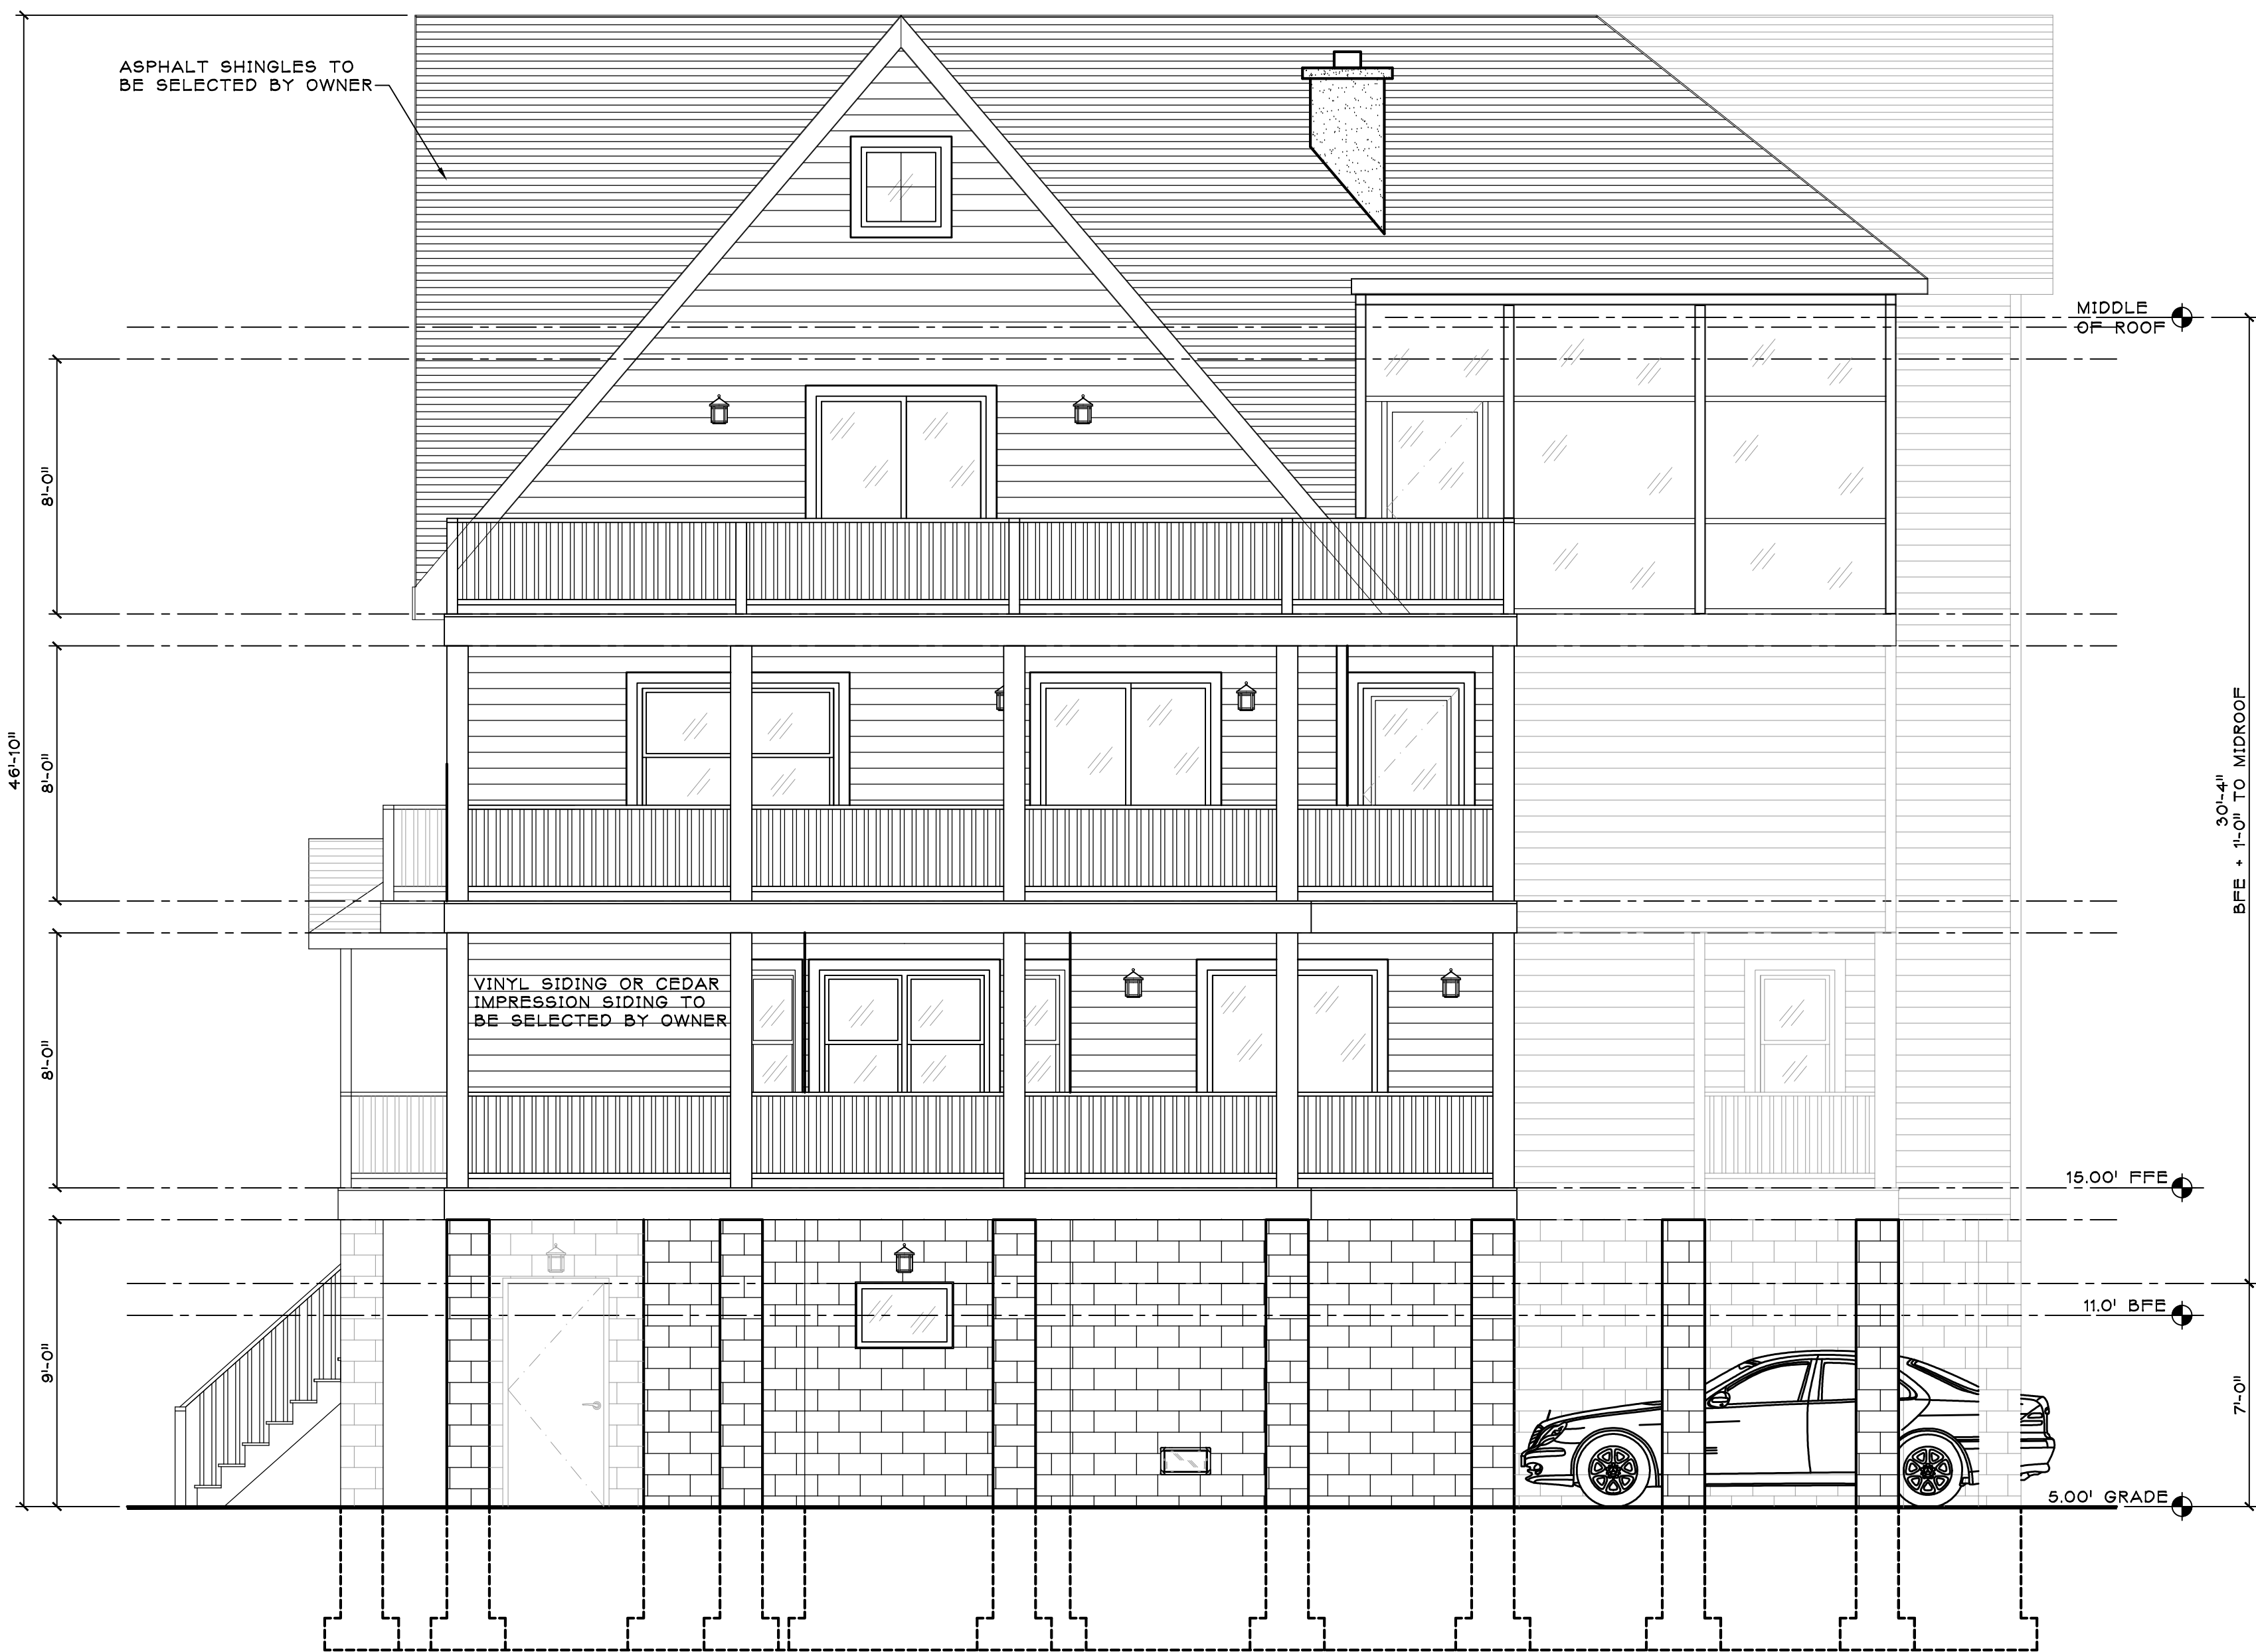 ASPHALT SHINGLES TO
BE SELECTED BY OWNER
MIDDLE
OF ROOF
8'-0"
46'-10"
8'-0"
30'-4"
BFE + 1'-0" TO MIDROOF
VINYL SIDING OR CEDAR
IMPRESSION SIDING TO
BE SELECTED BY OWNER
8'-0"
15.00' FFE
11.0' BFE
9'-0"
7'-0"
5.00' GRADE